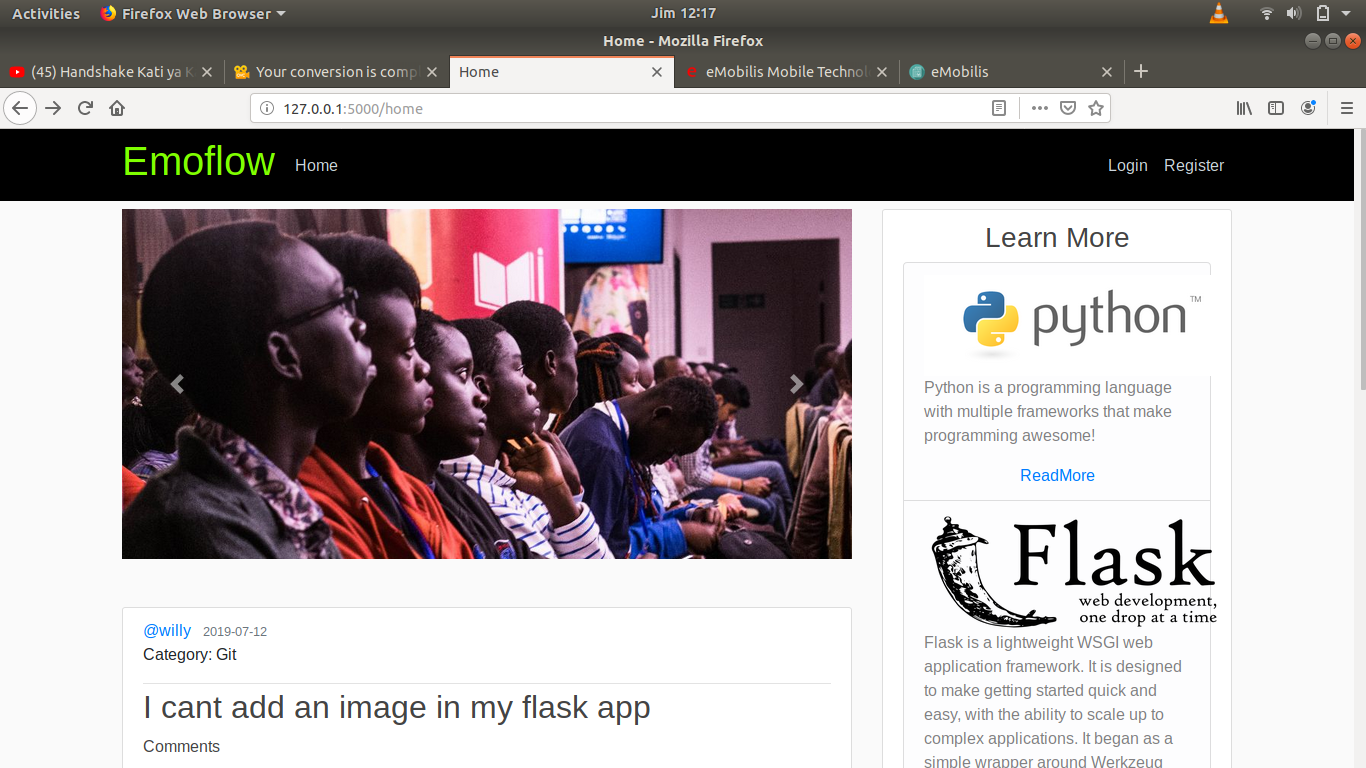 Activities
Firefox Web Browser
Jim 12:17
Home - Mozilla Firefox
(45) Handshake Kati ya K
Your conversion is comp
Home
eMobilis Mobile Technol
eMobilis
127.0.0.1:5000/home
Emoflow
Home
Login
Register
Learn More
python™
Python is a programming language
with multiple frameworks that make
programming awesome!
ReadMore
Flask
web development,
one drop at a time
Flask is a lightweight WSGI web
application framework. It is designed
to make getting started quick and
easy, with the ability to scale up to
complex applications. It began as a
simple wrapper around Werkzeug
@willy 2019-07-12
Category: Git
I cant add an image in my flask app
Comments